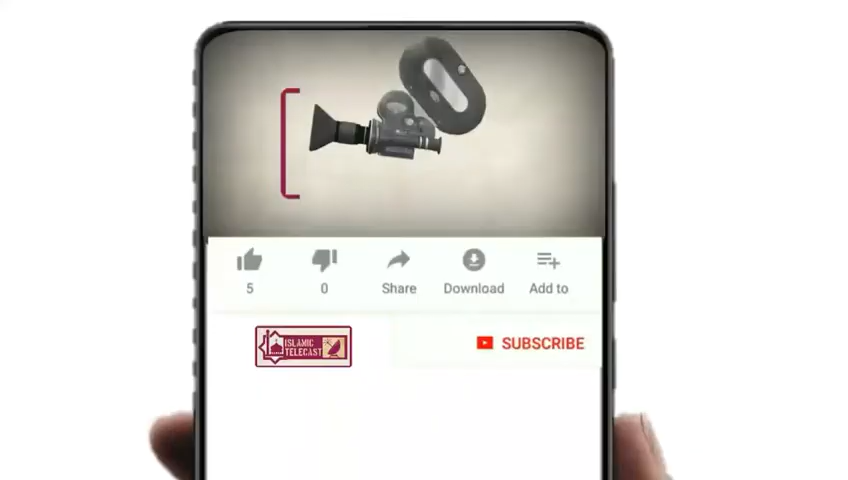 5
0
Share
Download
Add to
ISLAMIC
TELECAST
SUBSCRIBE